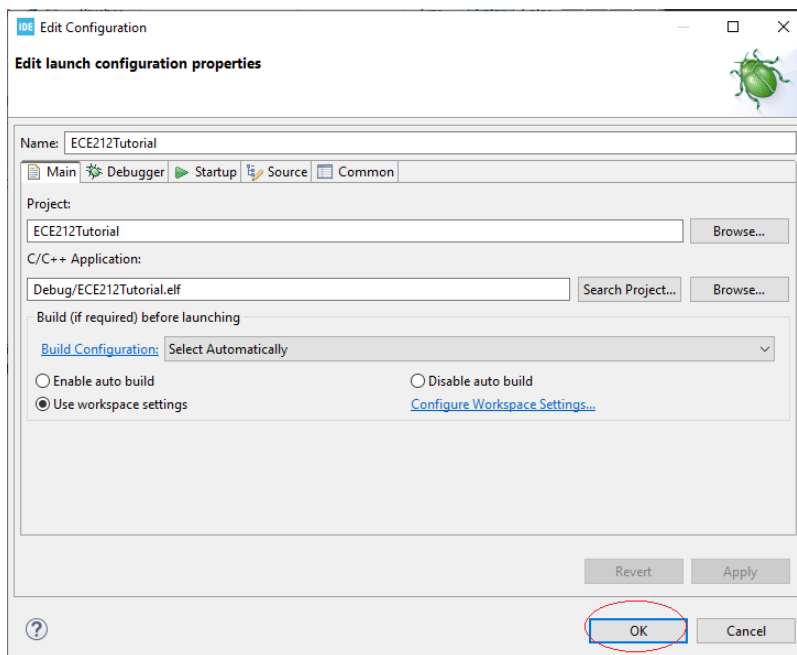 IDE Edit Configuration
Edit launch configuration properties
Name: ECE212Tutorial
Main Debugger Startup Source Common
Project:
ECE212Tutorial Browse...
C/C++ Application:
Debug/ECE212Tutorial.elf Search Project... Browse...
Build (if required) before launching
Build Configuration: Select Automatically
Enable auto build Disable auto build
Use workspace settings Configure Workspace Settings...
Revert Apply
? OK Cancel